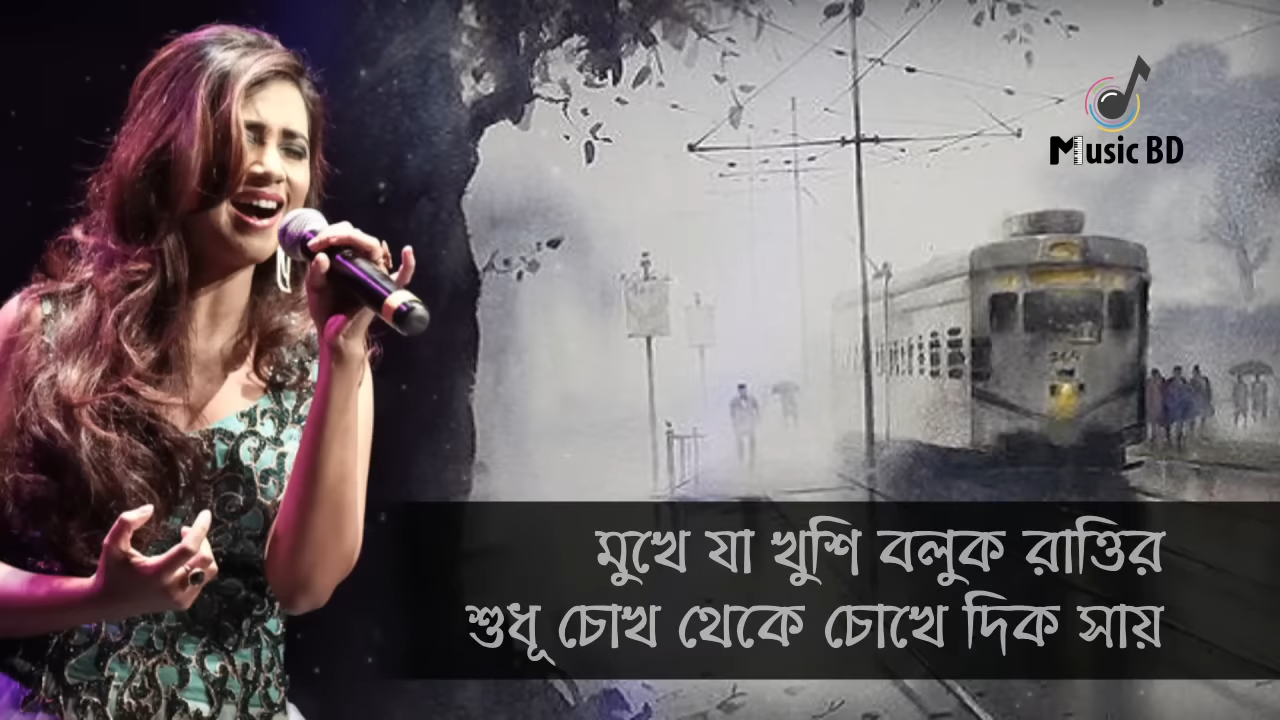 Music BD
মুখে যা খুশি বলুক রাত্তির
শুধূ চোখ থেকে চোখে দিক সায়